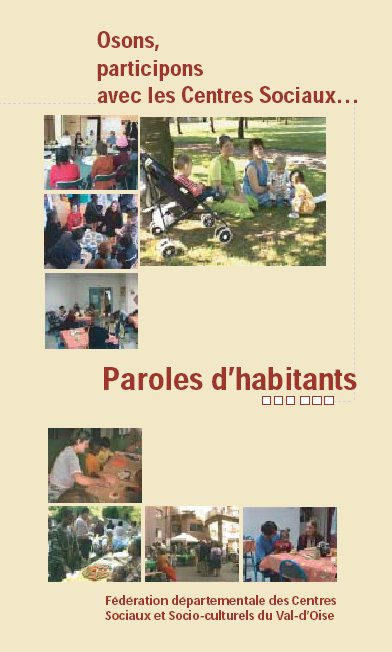 Osons,
participons
avec les Centres Sociaux...
Paroles d'habitants
Fédération départementale des Centres
Sociaux et Socio-culturels du Val-d'Oise